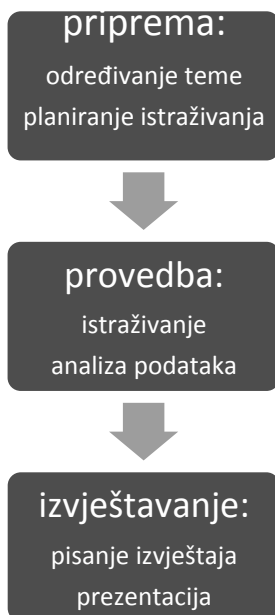 priprema:
određivanje teme
planiranje istraživanja
provedba:
istraživanje
analiza podataka
izvještavanje:
pisanje izvještaja
prezentacija